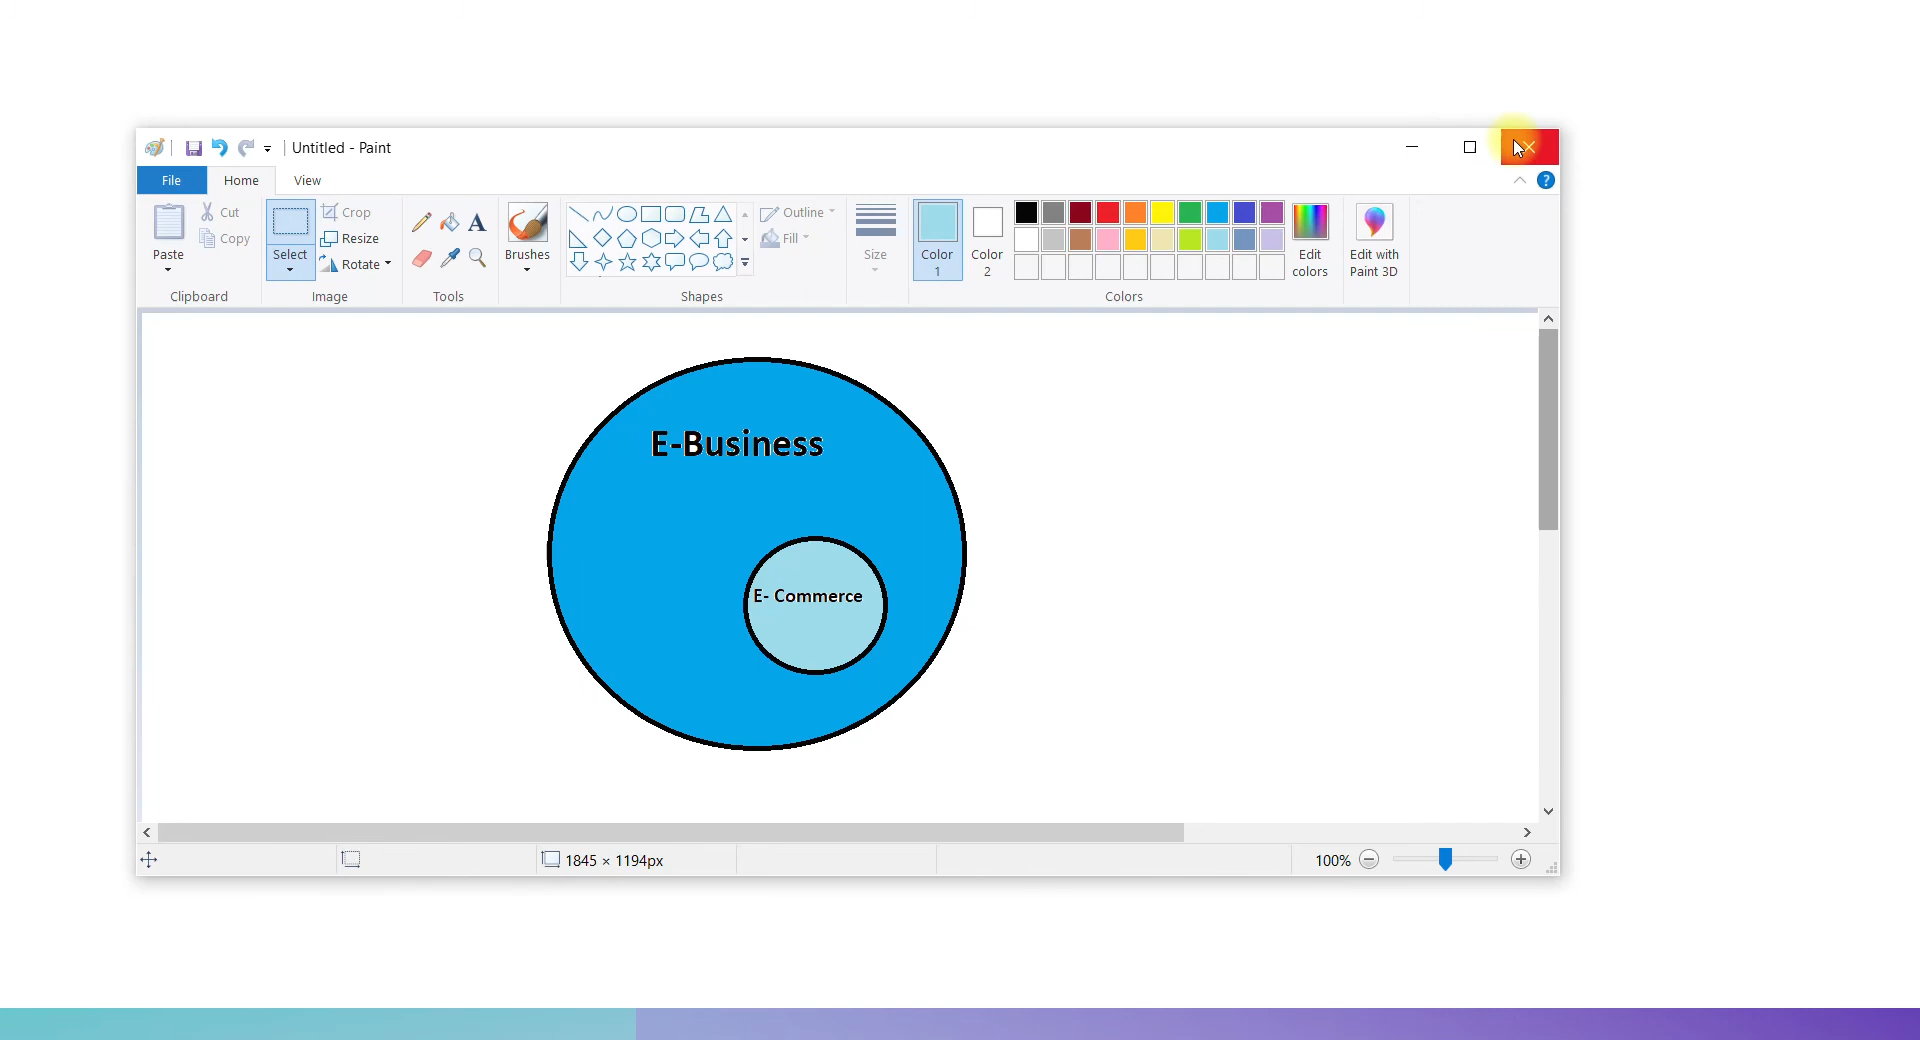 Untitled - Paint
File Home View
Cut Crop Outline
Copy Resize Fill
Paste Select Rotate Brushes Size Color 1 Color 2 Edit colors Edit with Paint 3D
Clipboard Image Tools Shapes Colors
E-Business
E- Commerce
1845 × 1194px 100%